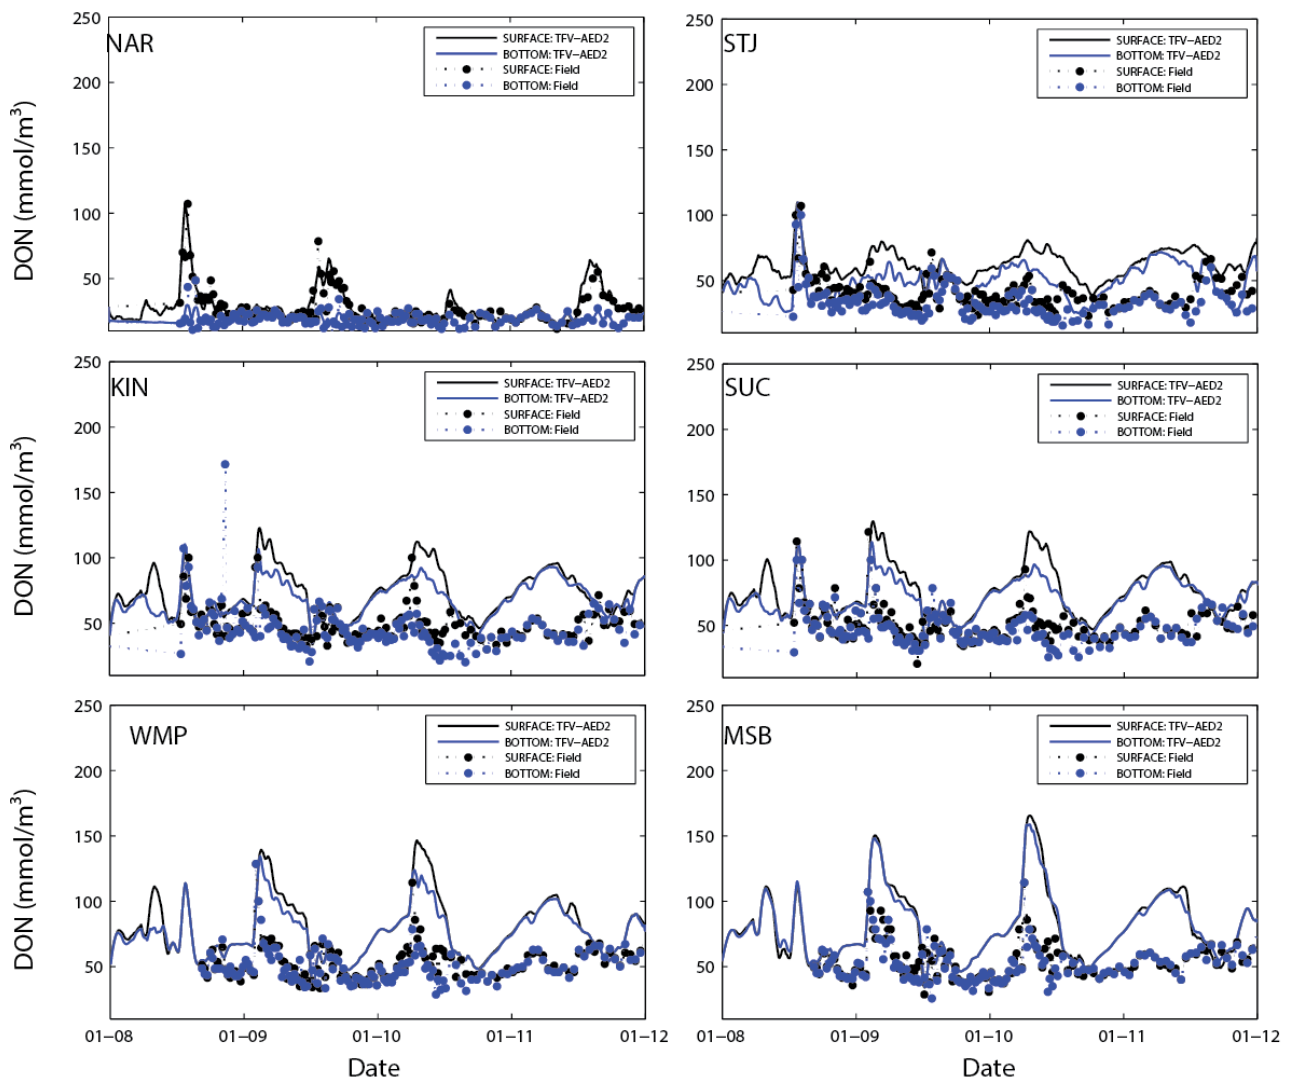 250
NAR
SURFACE: TFV−AED2
BOTTOM: TFV−AED2
SURFACE: Field
BOTTOM: Field
200
150
100
50
DON (mmol/m³)
250
STJ
SURFACE: TFV−AED2
BOTTOM: TFV−AED2
SURFACE: Field
BOTTOM: Field
200
150
100
50
250
KIN
SURFACE: TFV−AED2
BOTTOM: TFV−AED2
SURFACE: Field
BOTTOM: Field
200
150
100
50
DON (mmol/m³)
250
SUC
SURFACE: TFV−AED2
BOTTOM: TFV−AED2
SURFACE: Field
BOTTOM: Field
200
150
100
50
250
WMP
SURFACE: TFV−AED2
BOTTOM: TFV−AED2
SURFACE: Field
BOTTOM: Field
200
150
100
50
DON (mmol/m³)
01−08 01−09 01−10 01−11 01−12
Date
250
MSB
SURFACE: TFV−AED2
BOTTOM: TFV−AED2
SURFACE: Field
BOTTOM: Field
200
150
100
50
01−08 01−09 01−10 01−11 01−12
Date